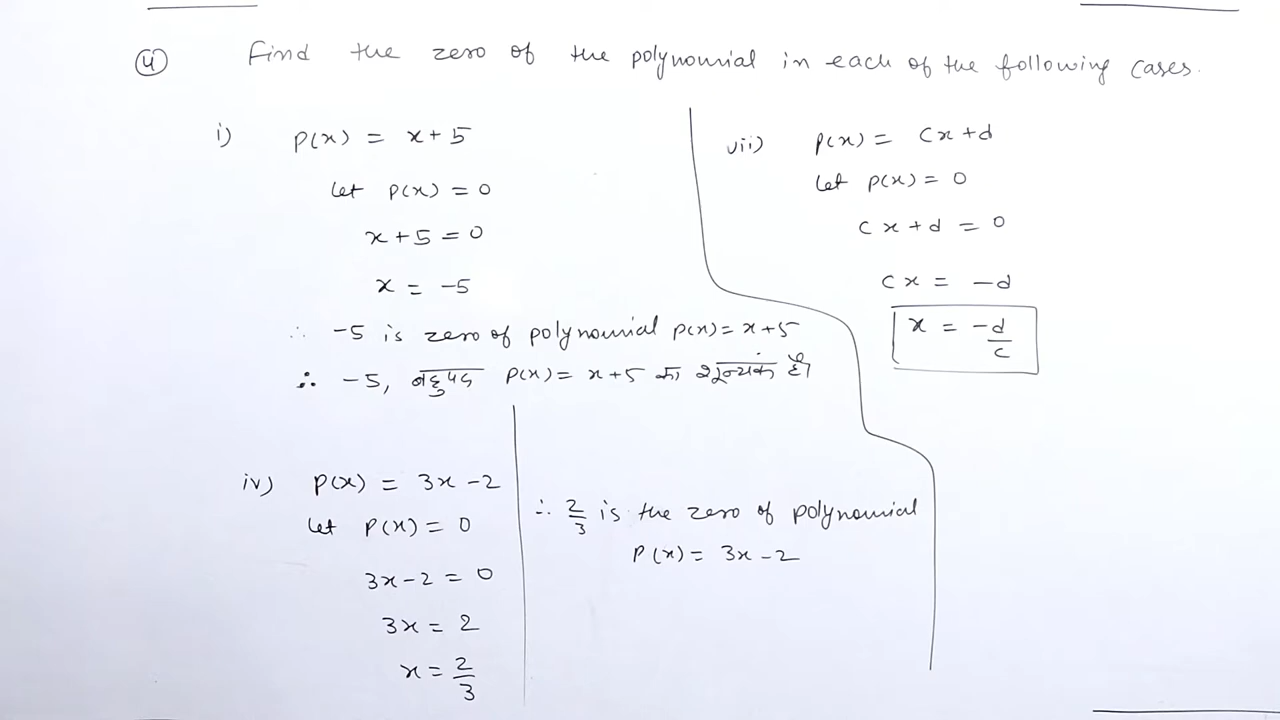 ④ Find the zero of the polynomial in each of the following cases.
i) P(x) = x + 5
Let P(x) = 0
x + 5 = 0
x = -5
∴ -5 is zero of polynomial P(x) = x + 5
∴ -5, बहुपद P(x) = x + 5 का शून्यांक है।
iv) P(x) = 3x - 2
Let P(x) = 0
3x - 2 = 0
3x = 2
x = 2/3
∴ 2/3 is the zero of polynomial
P(x) = 3x - 2
vii) P(x) = cx + d
Let P(x) = 0
cx + d = 0
cx = -d
x = -d/c